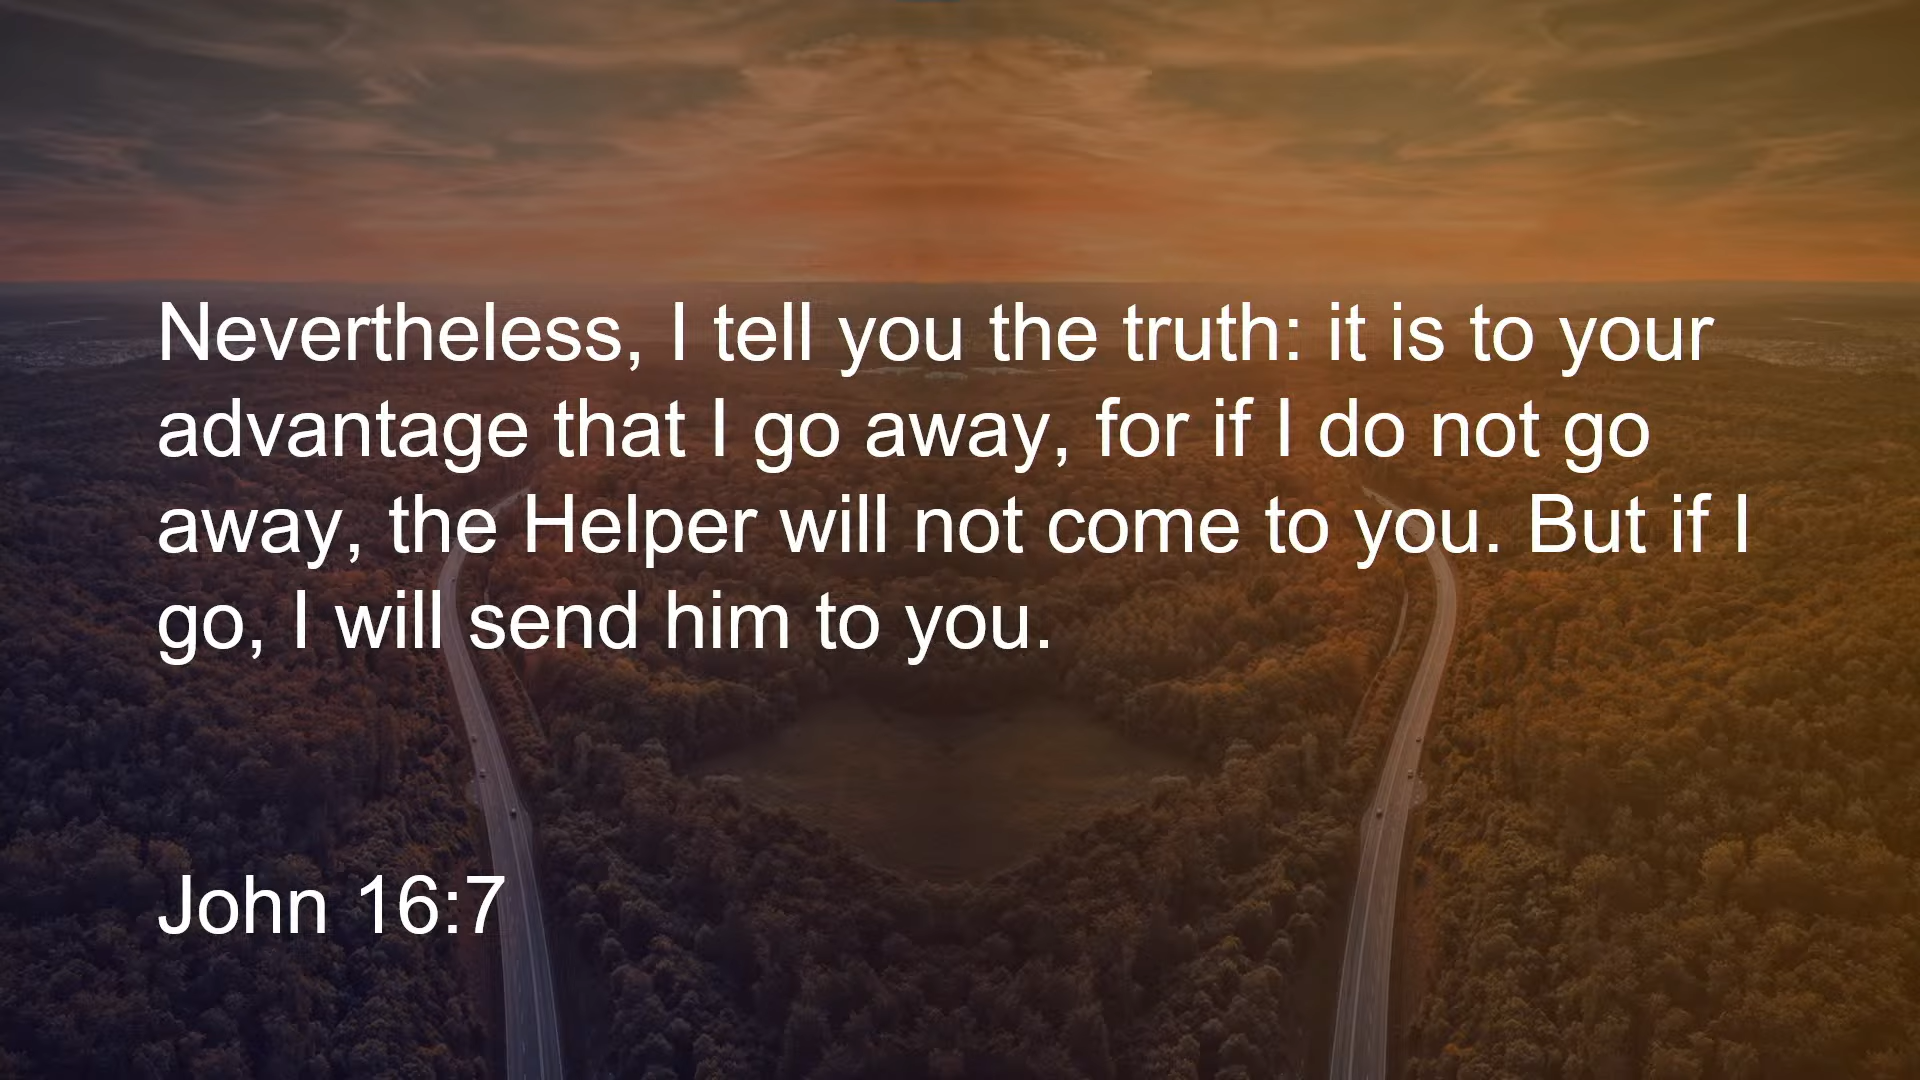 Nevertheless, I tell you the truth: it is to your
advantage that I go away, for if I do not go
away, the Helper will not come to you. But if I
go, I will send him to you.
John 16:7